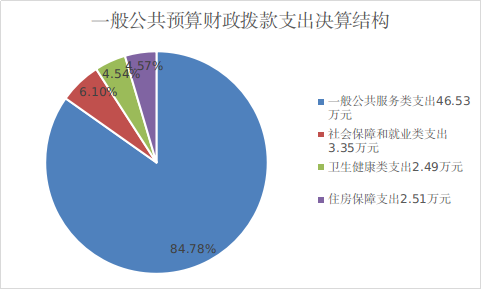 一般公共预算财政拨款支出决算结构
4.57%
4.54%
6.10%
84.78%
一般公共服务类支出46.53
万元
社会保障和就业类支出
3.35万元
卫生健康类支出2.49万元
住房保障支出2.51万元